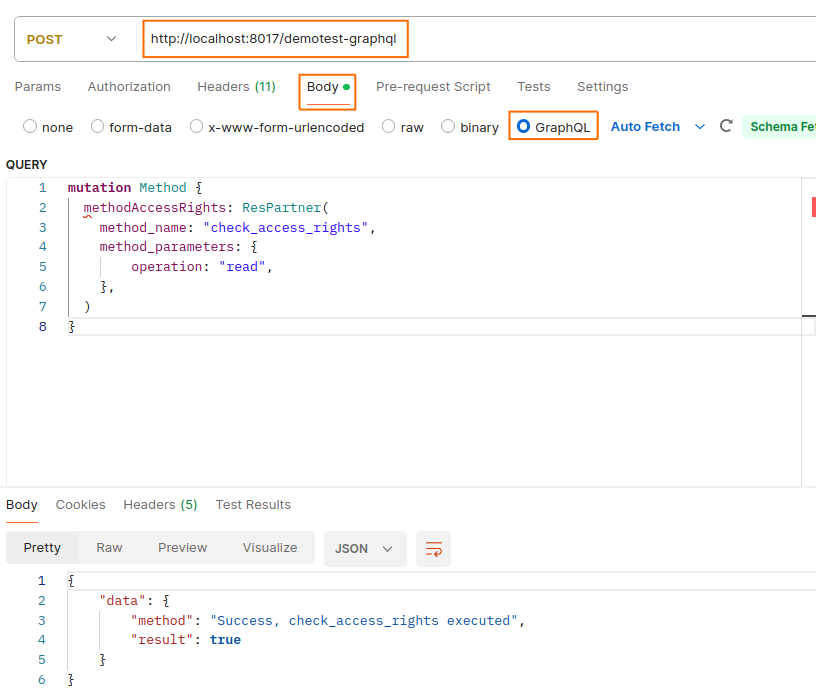 POST http://localhost:8017/demotest-graphql
Params Authorization Headers (11) Body Pre-request Script Tests Settings
none form-data x-www-form-urlencoded raw binary GraphQL Auto Fetch Schema Fet
QUERY
1 mutation Method {
2 methodAccessRights: ResPartner(
3 method_name: "check_access_rights",
4 method_parameters: {
5 operation: "read",
6 },
7 )
8 }
Body Cookies Headers (5) Test Results
Pretty Raw Preview Visualize JSON
1 {
2 "data": {
3 "method": "Success, check_access_rights executed",
4 "result": true
5 }
6 }